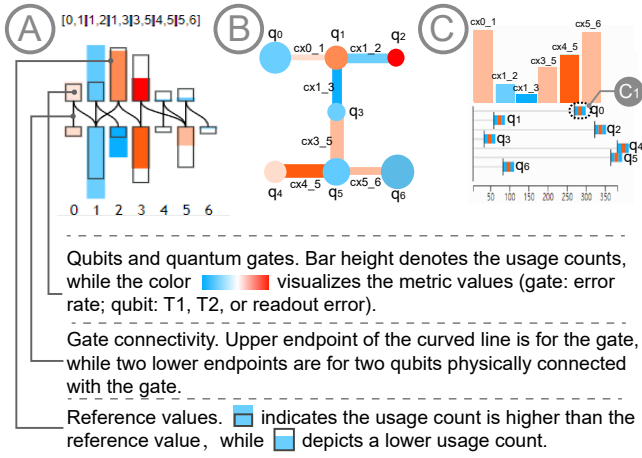 A
[0,1]1,2]1,3]3,5]4,5]5,6]
0 1 2 3 4 5 6
B
q0 q1 q2
cx0_1 cx1_2
cx1_3
q3
cx3_5
q4 q5 q6
cx4_5 cx5_6
C
cx0_1 cx5_6
cx4_5
cx3_5
cx1_2
cx1_3
C1
q0
q1
q2
q3
q4
q5
q6
50 100 150 200 250 300 350
Qubits and quantum gates. Bar height denotes the usage counts,
while the color visualizes the metric values (gate: error
rate; qubit: T1, T2, or readout error).
Gate connectivity. Upper endpoint of the curved line is for the gate,
while two lower endpoints are for two qubits physically connected
with the gate.
Reference values. indicates the usage count is higher than the
reference value, while depicts a lower usage count.